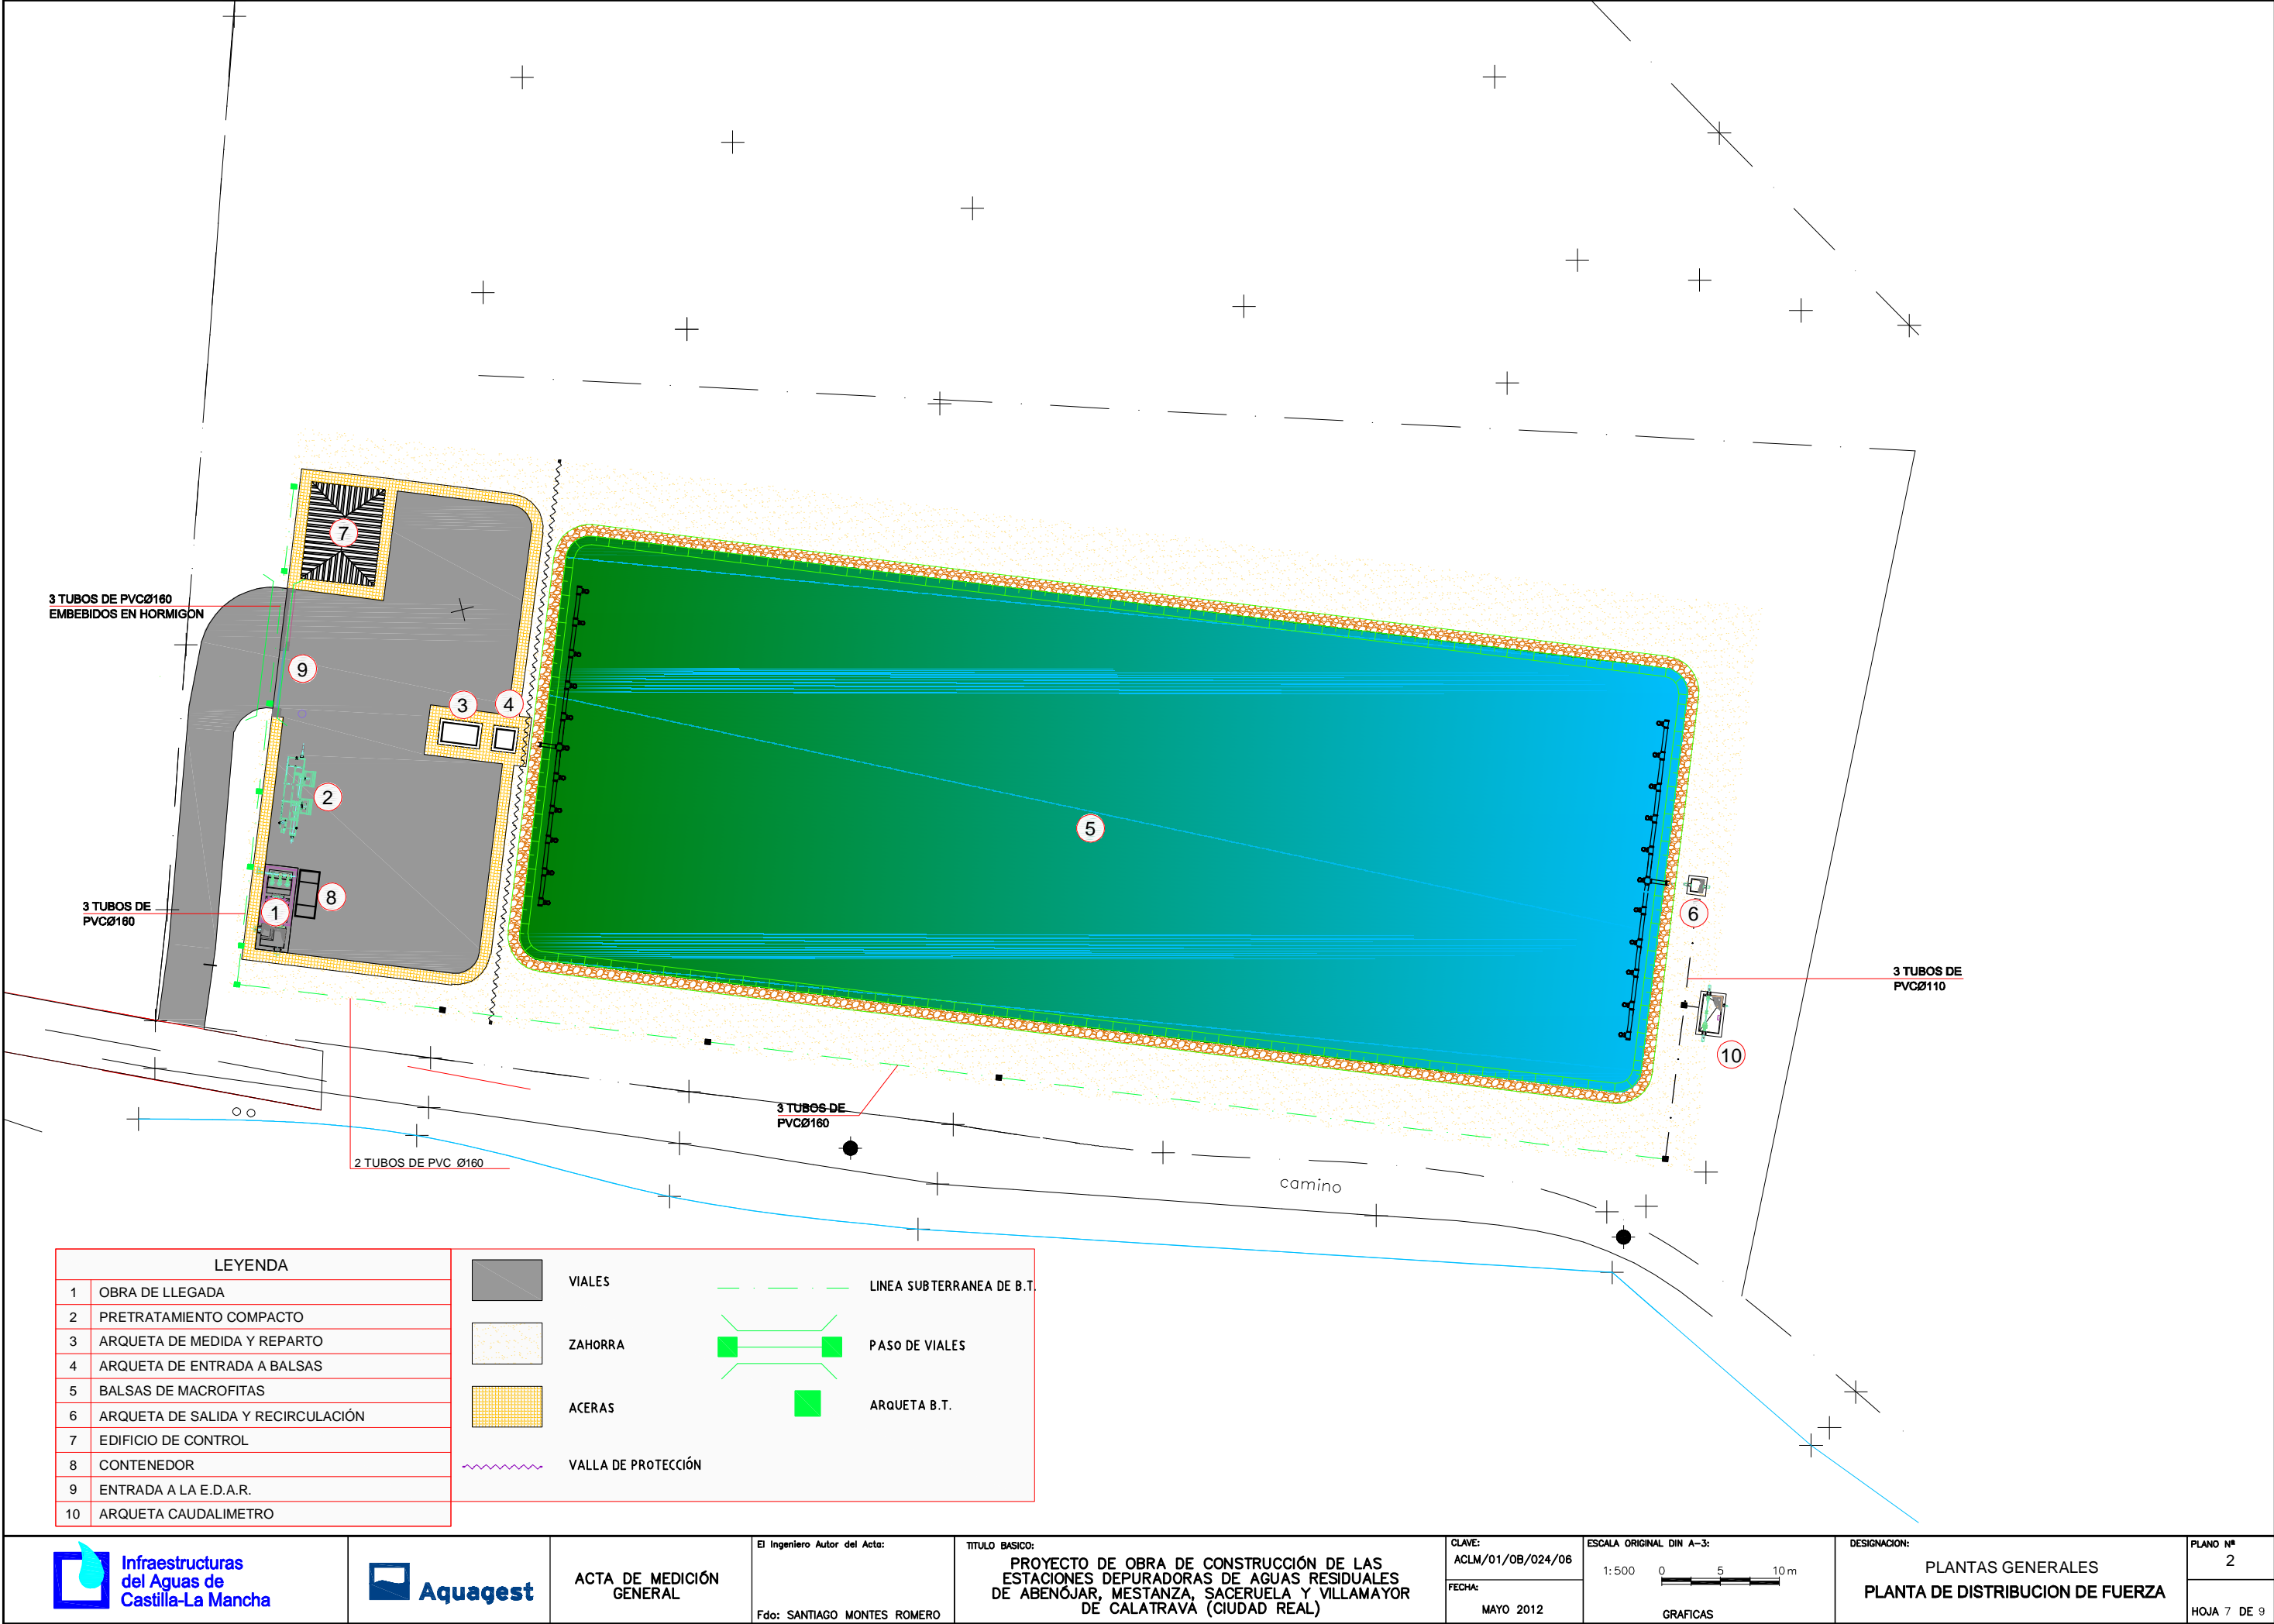 7
3 TUBOS DE PVCØ160
EMBEBIDOS EN HORMIGON
9
3
4
2
5
8
1
3 TUBOS DE
PVCØ160
6
3 TUBOS DE
PVCØ110
10
3 TUBOS DE
PVCØ160
2 TUBOS DE PVC Ø160
camino
LEYENDA
1 OBRA DE LLEGADA
2 PRETRATAMIENTO COMPACTO
3 ARQUETA DE MEDIDA Y REPARTO
4 ARQUETA DE ENTRADA A BALSAS
5 BALSAS DE MACROFITAS
6 ARQUETA DE SALIDA Y RECIRCULACIÓN
7 EDIFICIO DE CONTROL
8 CONTENEDOR
9 ENTRADA A LA E.D.A.R.
10 ARQUETA CAUDALIMETRO
VIALES
ZAHORRA
ACERAS
VALLA DE PROTECCIÓN
LINEA SUBTERRANEA DE B.T.
PASO DE VIALES
ARQUETA B.T.
Infraestructuras
del Aguas de
Castilla-La Mancha
Aquagest
ACTA DE MEDICIÓN
GENERAL
El Ingeniero Autor del Acta:
Fdo: SANTIAGO MONTES ROMERO
TITULO BASICO:
PROYECTO DE OBRA DE CONSTRUCCIÓN DE LAS
ESTACIONES DEPURADORAS DE AGUAS RESIDUALES
DE ABENÓJAR, MESTANZA, SACERUELA Y VILLAMAYOR
DE CALATRAVA (CIUDAD REAL)
CLAVE:
ACLM/01/OB/024/06
FECHA:
MAYO 2012
ESCALA ORIGINAL DIN A-3:
1:500 0 5 10m
GRAFICAS
DESIGNACION:
PLANTAS GENERALES
PLANTA DE DISTRIBUCION DE FUERZA
PLANO Nº
2
HOJA 7 DE 9